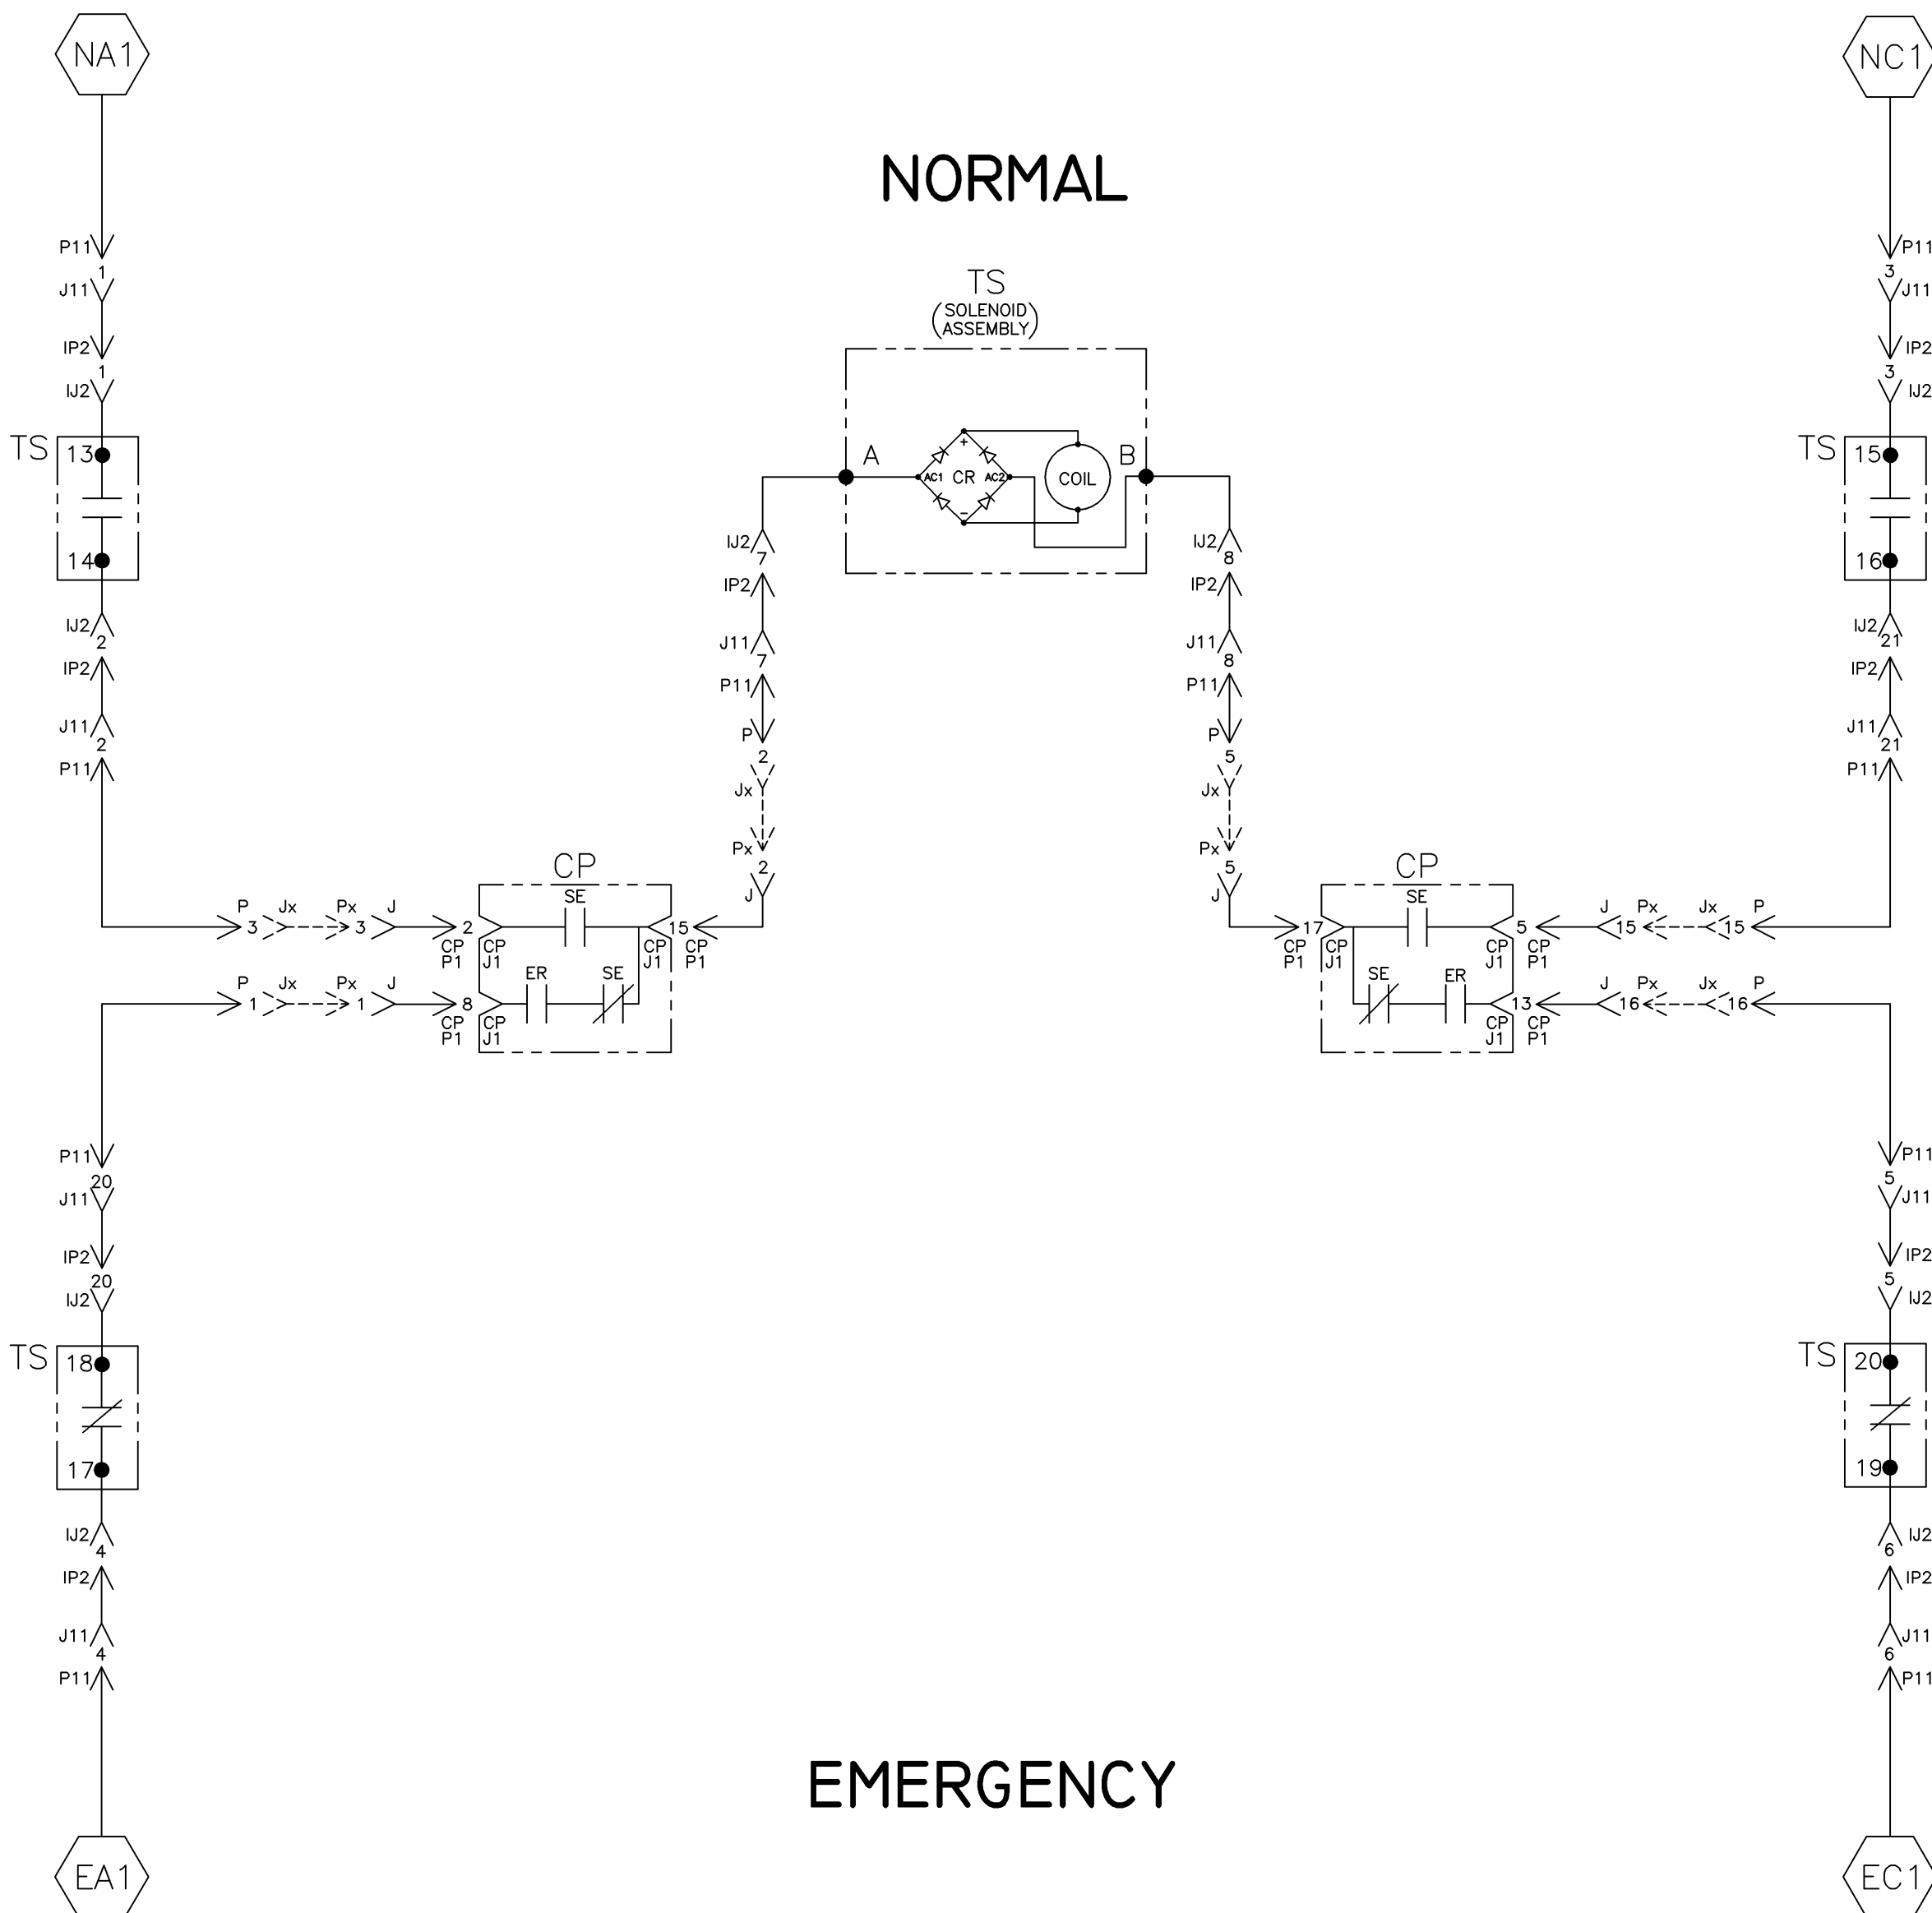 NA1
NC1
NORMAL
P11
1
J11
IP2
1
IJ2
P11
3
J11
IP2
3
IJ2
TS
(SOLENOID
ASSEMBLY)
TS
13
14
A
AC1
+
CR
-
AC2
COIL
B
TS
15
16
IJ2
2
IP2
J11
2
P11
IJ2
7
IP2
J11
7
P11
P
2
Jx
Px
2
J
IJ2
8
IP2
J11
8
P11
P
5
Jx
Px
5
J
IJ2
21
IP2
J11
21
P11
P
3
Jx
Px
3
J
CP
SE
2
CP
P1
CP
J1
15
CP
J1
CP
P1
P
1
Jx
Px
1
J
ER
SE
8
CP
P1
CP
J1
CP
SE
17
CP
P1
CP
J1
5
CP
J1
CP
P1
J
15
Px
Jx
15
P
SE
ER
13
CP
J1
CP
P1
J
16
Px
Jx
16
P
P11
20
J11
IP2
20
IJ2
P11
5
J11
IP2
5
IJ2
TS
18
17
TS
20
19
IJ2
4
IP2
J11
4
P11
IJ2
6
IP2
J11
6
P11
EMERGENCY
EA1
EC1